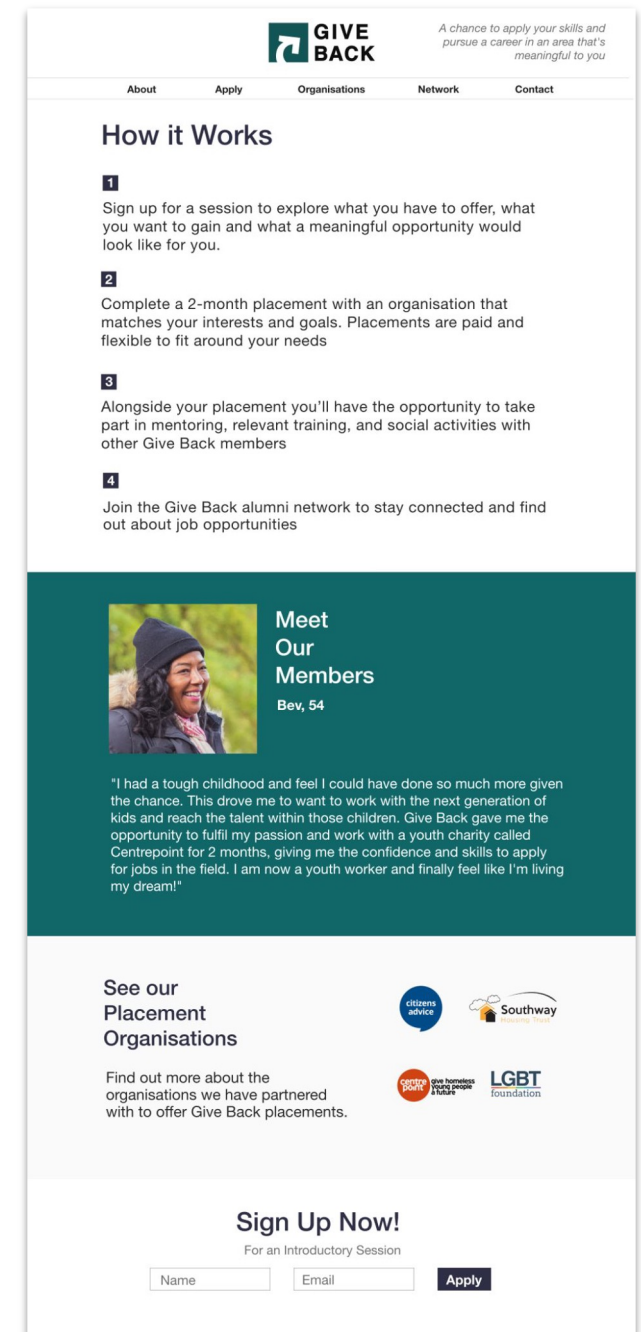 GIVE
BACK
A chance to apply your skills and
pursue a career in an area that's
meaningful to you
About Apply Organisations Network Contact
How it Works
1
Sign up for a session to explore what you have to offer, what
you want to gain and what a meaningful opportunity would
look like for you.
2
Complete a 2-month placement with an organisation that
matches your interests and goals. Placements are paid and
flexible to fit around your needs
3
Alongside your placement you’ll have the opportunity to take
part in mentoring, relevant training, and social activities with
other Give Back members
4
Join the Give Back alumni network to stay connected and find
out about job opportunities
Meet
Our
Members
Bev, 54
"I had a tough childhood and feel I could have done so much more given
the chance. This drove me to want to work with the next generation of
kids and reach the talent within those children. Give Back gave me the
opportunity to fulfil my passion and work with a youth charity called
Centrepoint for 2 months, giving me the confidence and skills to apply
for jobs in the field. I am now a youth worker and finally feel like I'm living
my dream!"
See our
Placement
Organisations
Find out more about the
organisations we have partnered
with to offer Give Back placements.
citizens
advice
Southway
Housing Trust
centre
point
give homeless
young people
a future
LGBT
foundation
Sign Up Now!
For an Introductory Session
Name Email Apply